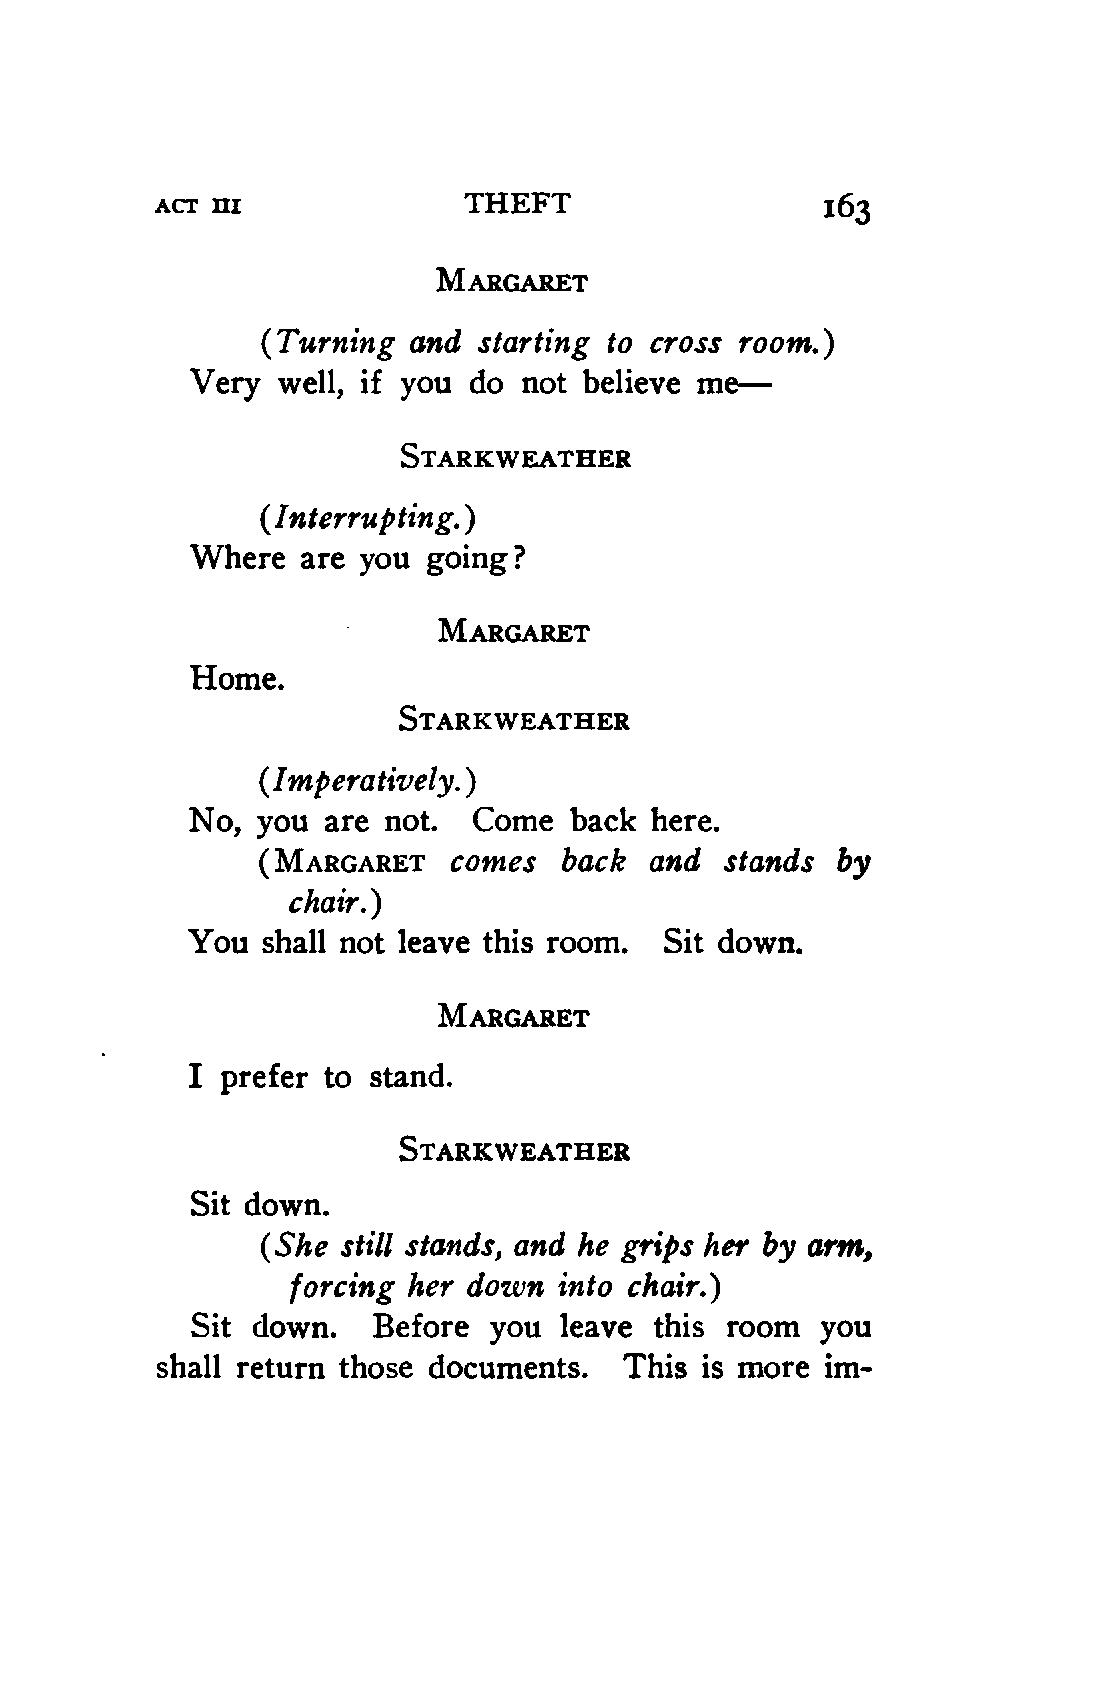 ACT III THEFT 163
MARGARET
(Turning and starting to cross room.)
Very well, if you do not believe me—
STARKWEATHER
(Interrupting.)
Where are you going?
MARGARET
Home.
STARKWEATHER
(Imperatively.)
No, you are not. Come back here.
(MARGARET comes back and stands by
chair.)
You shall not leave this room. Sit down.
MARGARET
I prefer to stand.
STARKWEATHER
Sit down.
(She still stands, and he grips her by arm,
forcing her down into chair.)
Sit down. Before you leave this room you
shall return those documents. This is more im-